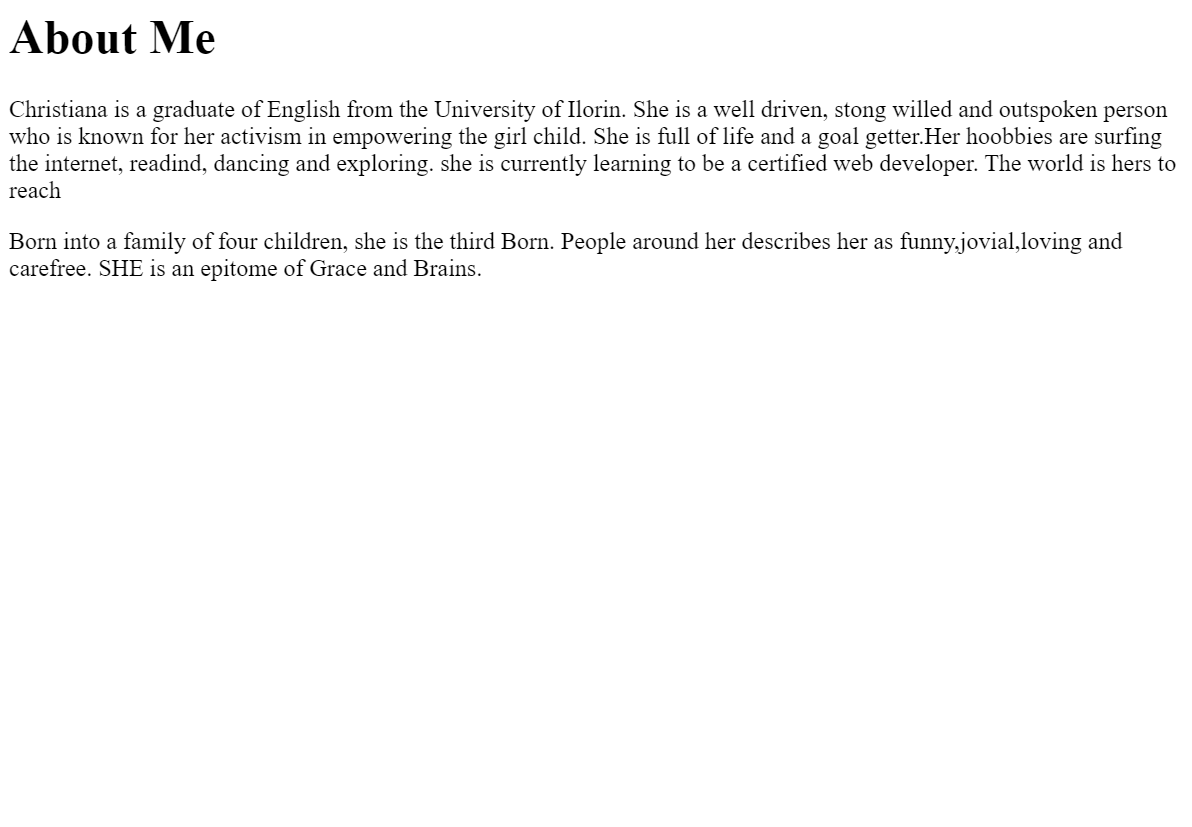 About Me
Christiana is a graduate of English from the University of Ilorin. She is a well driven, stong willed and outspoken person
who is known for her activism in empowering the girl child. She is full of life and a goal getter.Her hoobbies are surfing
the internet, readind, dancing and exploring. she is currently learning to be a certified web developer. The world is hers to
reach
Born into a family of four children, she is the third Born. People around her describes her as funny,jovial,loving and
carefree. SHE is an epitome of Grace and Brains.